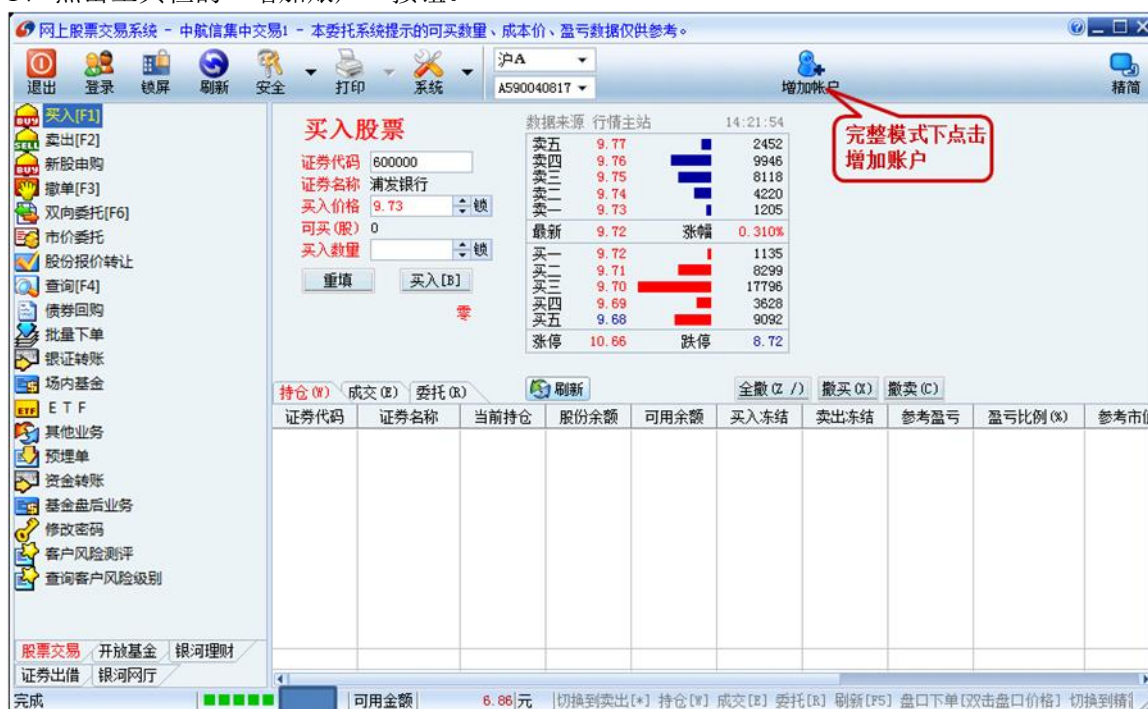 网上股票交易系统 - 中航信集中交易1 - 本委托系统提示的可买数量、成本价、盈亏数据仅供参考。
退出 登录 锁屏 刷新 安全 打印 系统 沪A 增加帐户 精简
A590040817
完整模式下点击
增加账户
买入[F1]
卖出[F2]
新股申购
撤单[F3]
双向委托[F6]
市价委托
股份报价转让
查询[F4]
债券回购
批量下单
银证转账
场内基金
ETF
其他业务
预埋单
资金转账
基金盘后业务
修改密码
客户风险测评
查询客户风险级别
股票交易 开放基金 银河理财
证券出借 银河网厅
买入股票
证券代码 600000
证券名称 浦发银行
买入价格 9.73 锁
可买(股) 0
买入数量 锁
重填 买入[B]
零
数据来源 行情主站 14:21:54
卖五 9.77 2452
卖四 9.76 9946
卖三 9.75 8118
卖二 9.74 4220
卖一 9.73 1205
最新 9.72 涨幅 0.310%
买一 9.72 1135
买二 9.71 8299
买三 9.70 17796
买四 9.69 3628
买五 9.68 9092
涨停 10.66 跌停 8.72
持仓(W) 成交(E) 委托(R) 刷新 全撤(Z /) 撤买(X) 撤卖(C)
证券代码 证券名称 当前持仓 股份余额 可用余额 买入冻结 卖出冻结 参考盈亏 盈亏比例(%) 参考市值
完成 可用金额 6.86元 切换到卖出[*] 持仓[W] 成交[E] 委托[R] 刷新[F5] 盘口下单[双击盘口价格] 切换到精